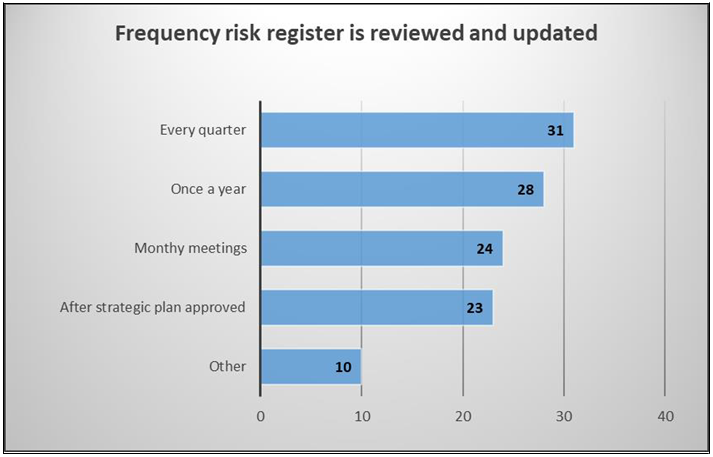 Frequency risk register is reviewed and updated
Every quarter 31
Once a year 28
Monthy meetings 24
After strategic plan approved 23
Other 10
0 10 20 30 40